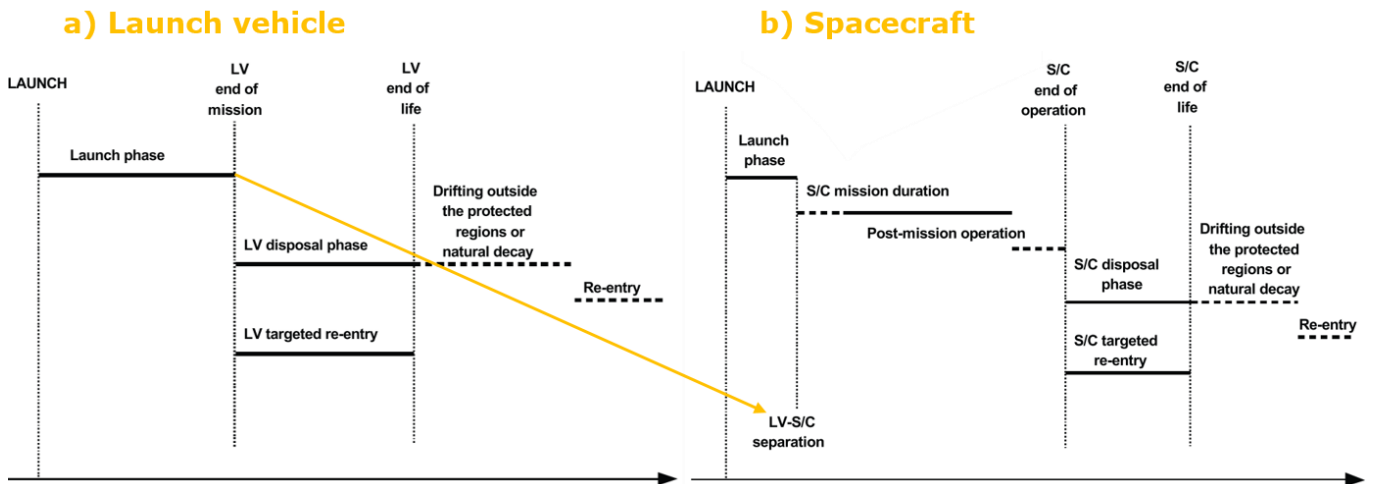 a) Launch vehicle
LAUNCH
LV
end of
mission
LV
end of
life
Launch phase
LV disposal phase
Drifting outside
the protected
regions or
natural decay
Re-entry
LV targeted re-entry
b) Spacecraft
LAUNCH
S/C
end of
operation
S/C
end of
life
Launch
phase
S/C mission duration
Post-mission operation
S/C disposal
phase
Drifting outside
the protected
regions or
natural decay
Re-entry
S/C targeted
re-entry
LV-S/C
separation